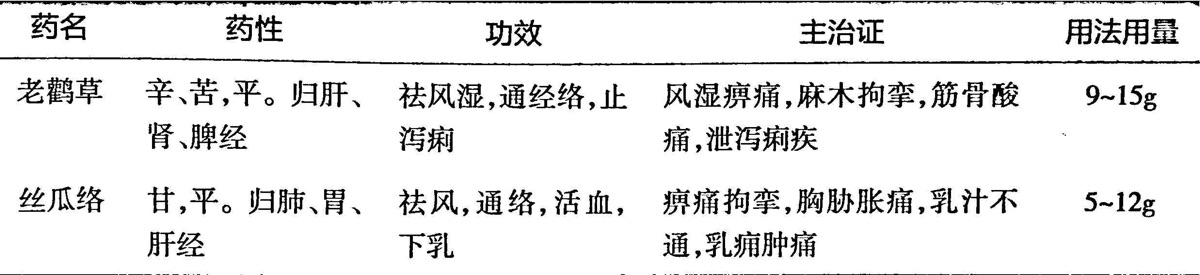 药名 药性 功效 主治证 用法用量
老鹳草 辛、苦,平。归肝、 祛风湿,通经络,止 风湿痹痛,麻木拘挛,筋骨酸 9~15g
肾、脾经 泻痢 痛,泄泻痢疾
丝瓜络 甘,平。归肺、胃、 祛风,通络,活血, 痹痛拘挛,胸胁胀痛,乳汁不 5~12g
肝经 下乳 通,乳痈肿痛